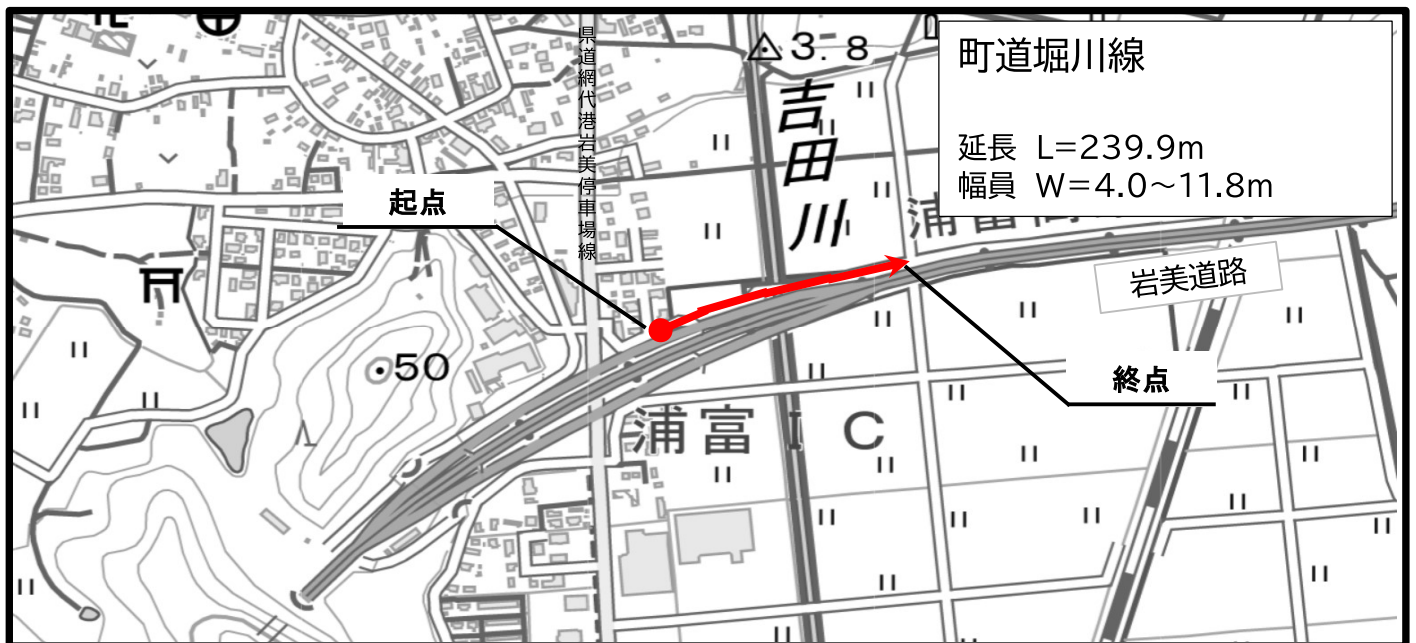 町道堀川線
延長 L=239.9m
幅員 W=4.0~11.8m
3.8
県道網代港岩美停車場線
吉田川
起点
岩美道路
50
終点
浦富IC
浦富